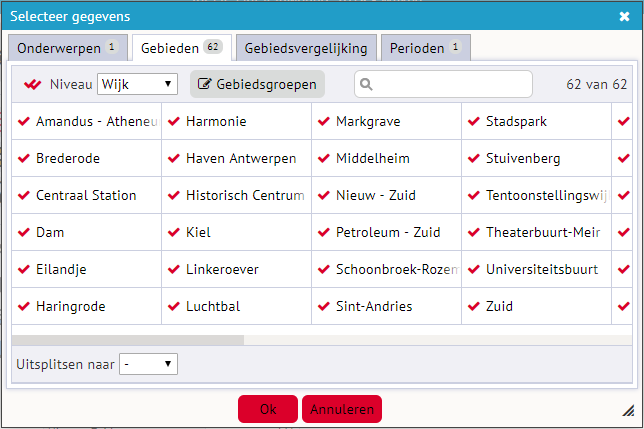 Selecteer gegevens
Onderwerpen 1 Gebieden 62 Gebiedsvergelijking Perioden 1
Niveau Wijk Gebiedsgroepen 62 van 62
Amandus - Atheneu Harmonie Markgrave Stadspark
Brederode Haven Antwerpen Middelheim Stuivenberg
Centraal Station Historisch Centrum Nieuw - Zuid Tentoonstellingswij
Dam Kiel Petroleum - Zuid Theaterbuurt-Meir
Eilandje Linkeroever Schoonbroek-Rozem Universiteitsbuurt
Haringrode Luchtbal Sint-Andries Zuid
Uitsplitsen naar -
Ok Annuleren